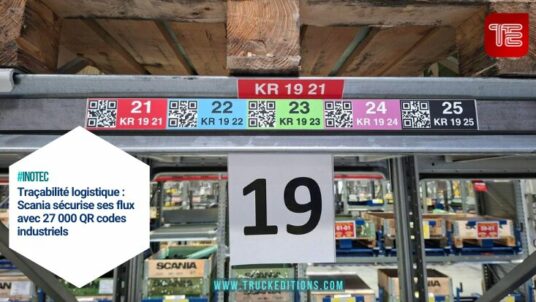 TE
KR 19 21
21
KR 19 21
22
KR 19 22
23
KR 19 23
24
KR 19 24
25
KR 19 25
#INOTEC
Traçabilité logistique :
Scania sécurise ses flux
avec 27 000 QR codes
industriels
19
SCANIA
SCANIA
WWW.TRUCKEDITIONS.COM